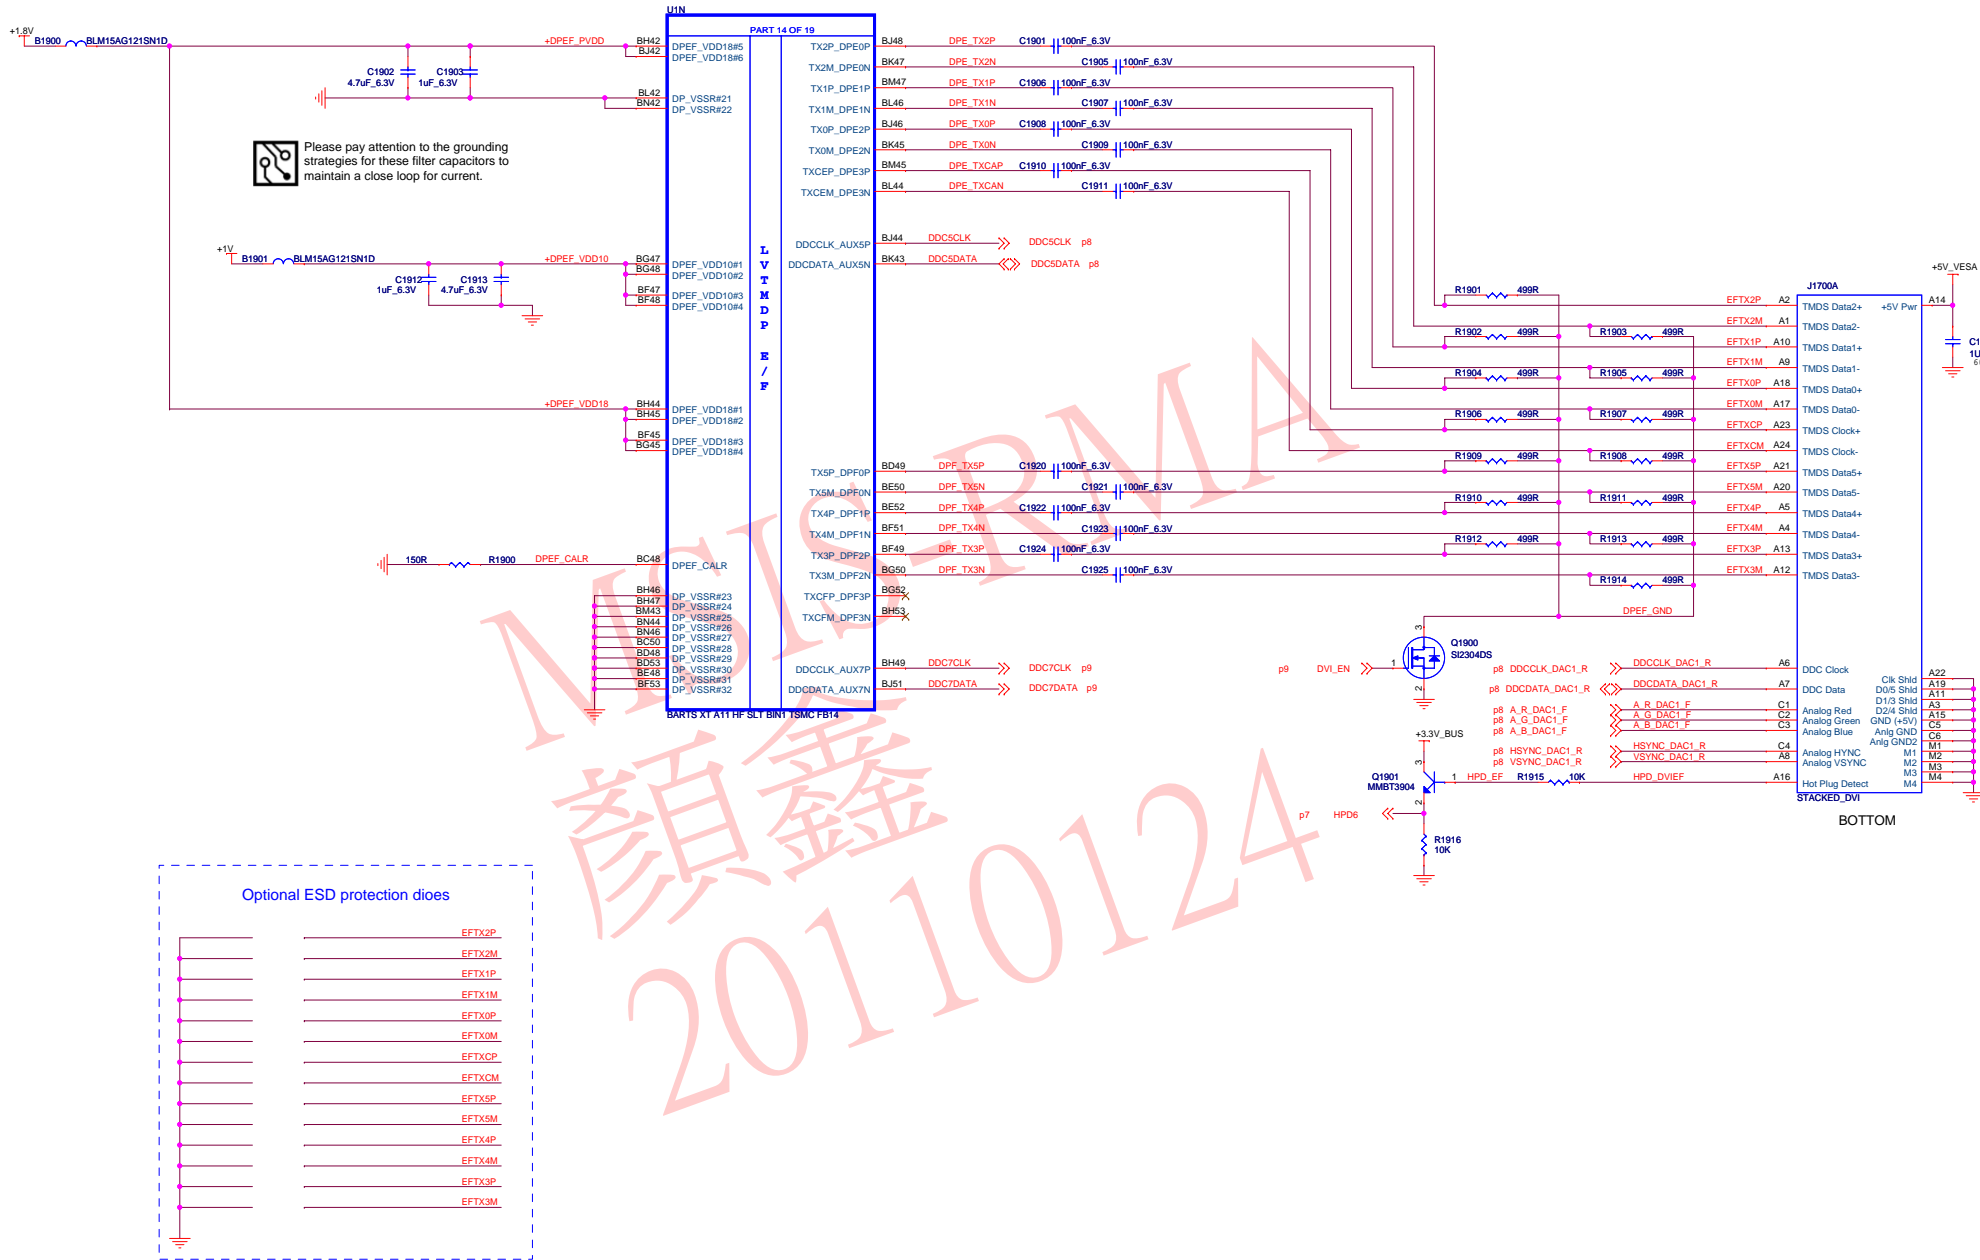 +1.8V
B1900 BLM15AG121SN1D
+DPEF_PVDD
C1902
4.7uF_6.3V
C1903
1uF_6.3V
Please pay attention to the grounding
strategies for these filter capacitors to
maintain a close loop for current.
+1V
B1901 BLM15AG121SN1D
+DPEF_VDD10
C1912
1uF_6.3V
C1913
4.7uF_6.3V
+DPEF_VDD18
150R R1900 DPEF_CALR
U1N
PART 14 OF 19
BH42 DPEF_VDD18#5
BJ42 DPEF_VDD18#6
BL42 DP_VSSR#21
BN42 DP_VSSR#22
BG47 DPEF_VDD10#1
BG48 DPEF_VDD10#2
BF47 DPEF_VDD10#3
BF48 DPEF_VDD10#4
BH44 DPEF_VDD18#1
BH45 DPEF_VDD18#2
BF45 DPEF_VDD18#3
BG45 DPEF_VDD18#4
BC48 DPEF_CALR
BH46 DP_VSSR#23
BH47 DP_VSSR#24
BM43 DP_VSSR#25
BN44 DP_VSSR#26
BN46 DP_VSSR#27
BC50 DP_VSSR#28
BD48 DP_VSSR#29
BD53 DP_VSSR#30
BE48 DP_VSSR#31
BF53 DP_VSSR#32
L
V
T
M
D
P
E
/
F
TX2P_DPE0P BJ48 DPE_TX2P C1901 100nF_6.3V
TX2M_DPE0N BK47 DPE_TX2N C1905 100nF_6.3V
TX1P_DPE1P BM47 DPE_TX1P C1906 100nF_6.3V
TX1M_DPE1N BL46 DPE_TX1N C1907 100nF_6.3V
TX0P_DPE2P BJ46 DPE_TX0P C1908 100nF_6.3V
TX0M_DPE2N BK45 DPE_TX0N C1909 100nF_6.3V
TXCEP_DPE3P BM45 DPE_TXCAP C1910 100nF_6.3V
TXCEM_DPE3N BL44 DPE_TXCAN C1911 100nF_6.3V
DDCCLK_AUX5P BJ44 DDC5CLK DDC5CLK p8
DDCDATA_AUX5N BK43 DDC5DATA DDC5DATA p8
TX5P_DPF0P BD49 DPF_TX5P C1920 100nF_6.3V
TX5M_DPF0N BE50 DPF_TX5N C1921 100nF_6.3V
TX4P_DPF1P BE52 DPF_TX4P C1922 100nF_6.3V
TX4M_DPF1N BF51 DPF_TX4N C1923 100nF_6.3V
TX3P_DPF2P BF49 DPF_TX3P C1924 100nF_6.3V
TX3M_DPF2N BG50 DPF_TX3N C1925 100nF_6.3V
TXCFP_DPF3P BG52
TXCFM_DPF3N BH53
DDCCLK_AUX7P BH49 DDC7CLK DDC7CLK p9
DDCDATA_AUX7N BJ51 DDC7DATA DDC7DATA p9
BARTS XT A11 HF SLT BIN1 TSMC FB14
R1901 499R
R1902 499R R1903 499R
R1904 499R R1905 499R
R1906 499R R1907 499R
R1909 499R R1908 499R
R1910 499R R1911 499R
R1912 499R R1913 499R
R1914 499R
DPEF_GND
3
Q1900
SI2304DS
p9 DVI_EN 1
2
+5V_VESA
J1700A
EFTX2P A2 TMDS Data2+ +5V Pwr A14
EFTX2M A1 TMDS Data2-
EFTX1P A10 TMDS Data1+
EFTX1M A9 TMDS Data1-
EFTX0P A18 TMDS Data0+
EFTX0M A17 TMDS Data0-
EFTXCP A23 TMDS Clock+
EFTXCM A24 TMDS Clock-
EFTX5P A21 TMDS Data5+
EFTX5M A20 TMDS Data5-
EFTX4P A5 TMDS Data4+
EFTX4M A4 TMDS Data4-
EFTX3P A13 TMDS Data3+
EFTX3M A12 TMDS Data3-
C1
1U
p8 DDCCLK_DAC1_R DDCCLK_DAC1_R A6 DDC Clock
p8 DDCDATA_DAC1_R DDCDATA_DAC1_R A7 DDC Data
p8 A_R_DAC1_F A_R_DAC1_F C1 Analog Red
p8 A_G_DAC1_F A_G_DAC1_F C2 Analog Green
p8 A_B_DAC1_F A_B_DAC1_F C3 Analog Blue
p8 HSYNC_DAC1_R HSYNC_DAC1_R C4 Analog HYNC
p8 VSYNC_DAC1_R VSYNC_DAC1_R A8 Analog VSYNC
Clk Shld A22
D0/5 Shld A19
D1/3 Shld A11
D2/4 Shld A3
GND (+5V) A15
Anlg GND C5
Anlg GND2 C6
M1 M1
M2 M2
M3 M3
M4 M4
+3.3V_BUS
3
Q1901
MMBT3904
1 HPD_EF R1915 10K HPD_DVIEF A16 Hot Plug Detect
2
p7 HPD6
R1916
10K
STACKED_DVI
BOTTOM
Optional ESD protection dioes
EFTX2P
EFTX2M
EFTX1P
EFTX1M
EFTX0P
EFTX0M
EFTXCP
EFTXCM
EFTX5P
EFTX5M
EFTX4P
EFTX4M
EFTX3P
EFTX3M
MSIS-RMA
顏鑫
20110124